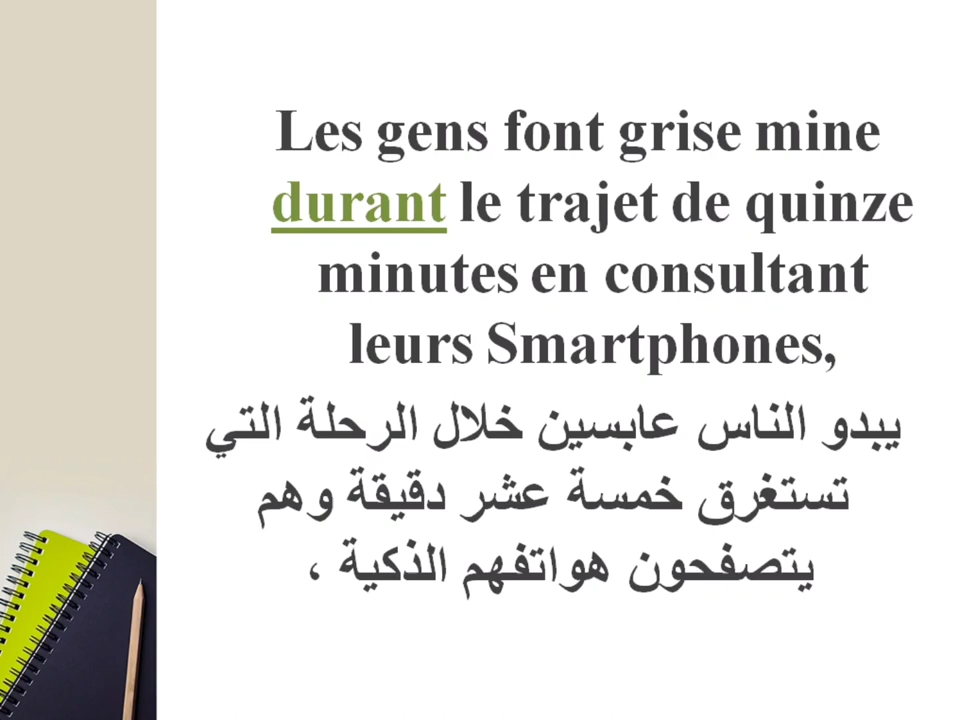 Les gens font grise mine
durant le trajet de quinze
minutes en consultant
leurs Smartphones,
يبدو الناس عابسين خلال الرحلة التي
تستغرق خمسة عشر دقيقة وهم
يتصفحون هواتفهم الذكية ،